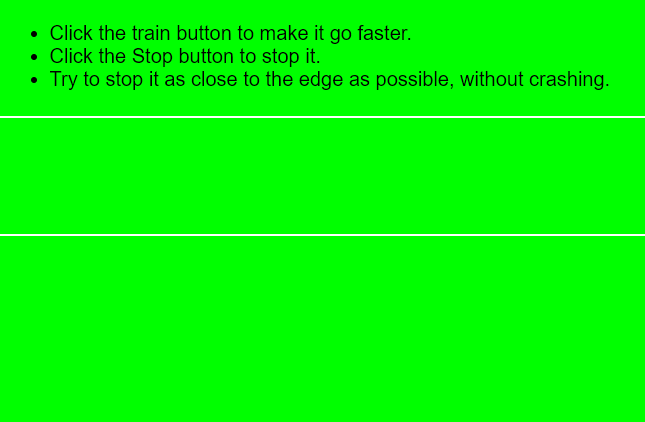 Click the train button to make it go faster.
Click the Stop button to stop it.
Try to stop it as close to the edge as possible, without crashing.